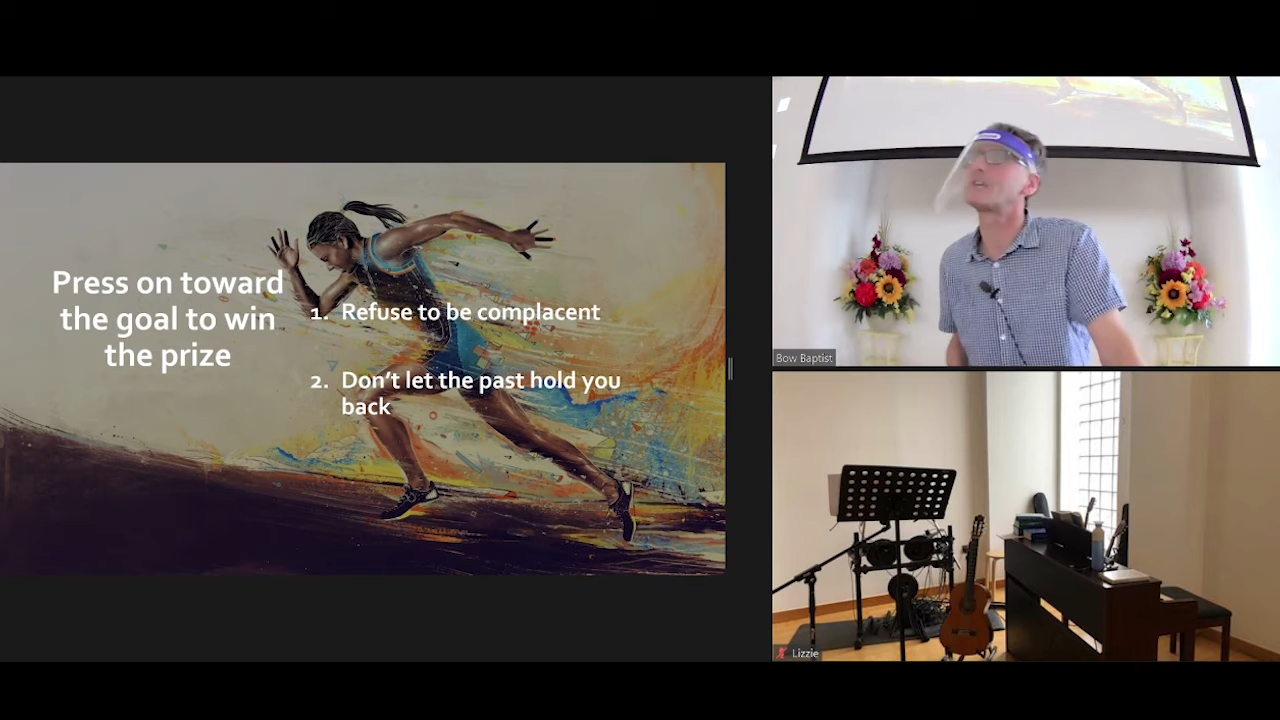 Press on toward
the goal to win
the prize
1. Refuse to be complacent
2. Don't let the past hold you
back
Bow Baptist
Lizzie